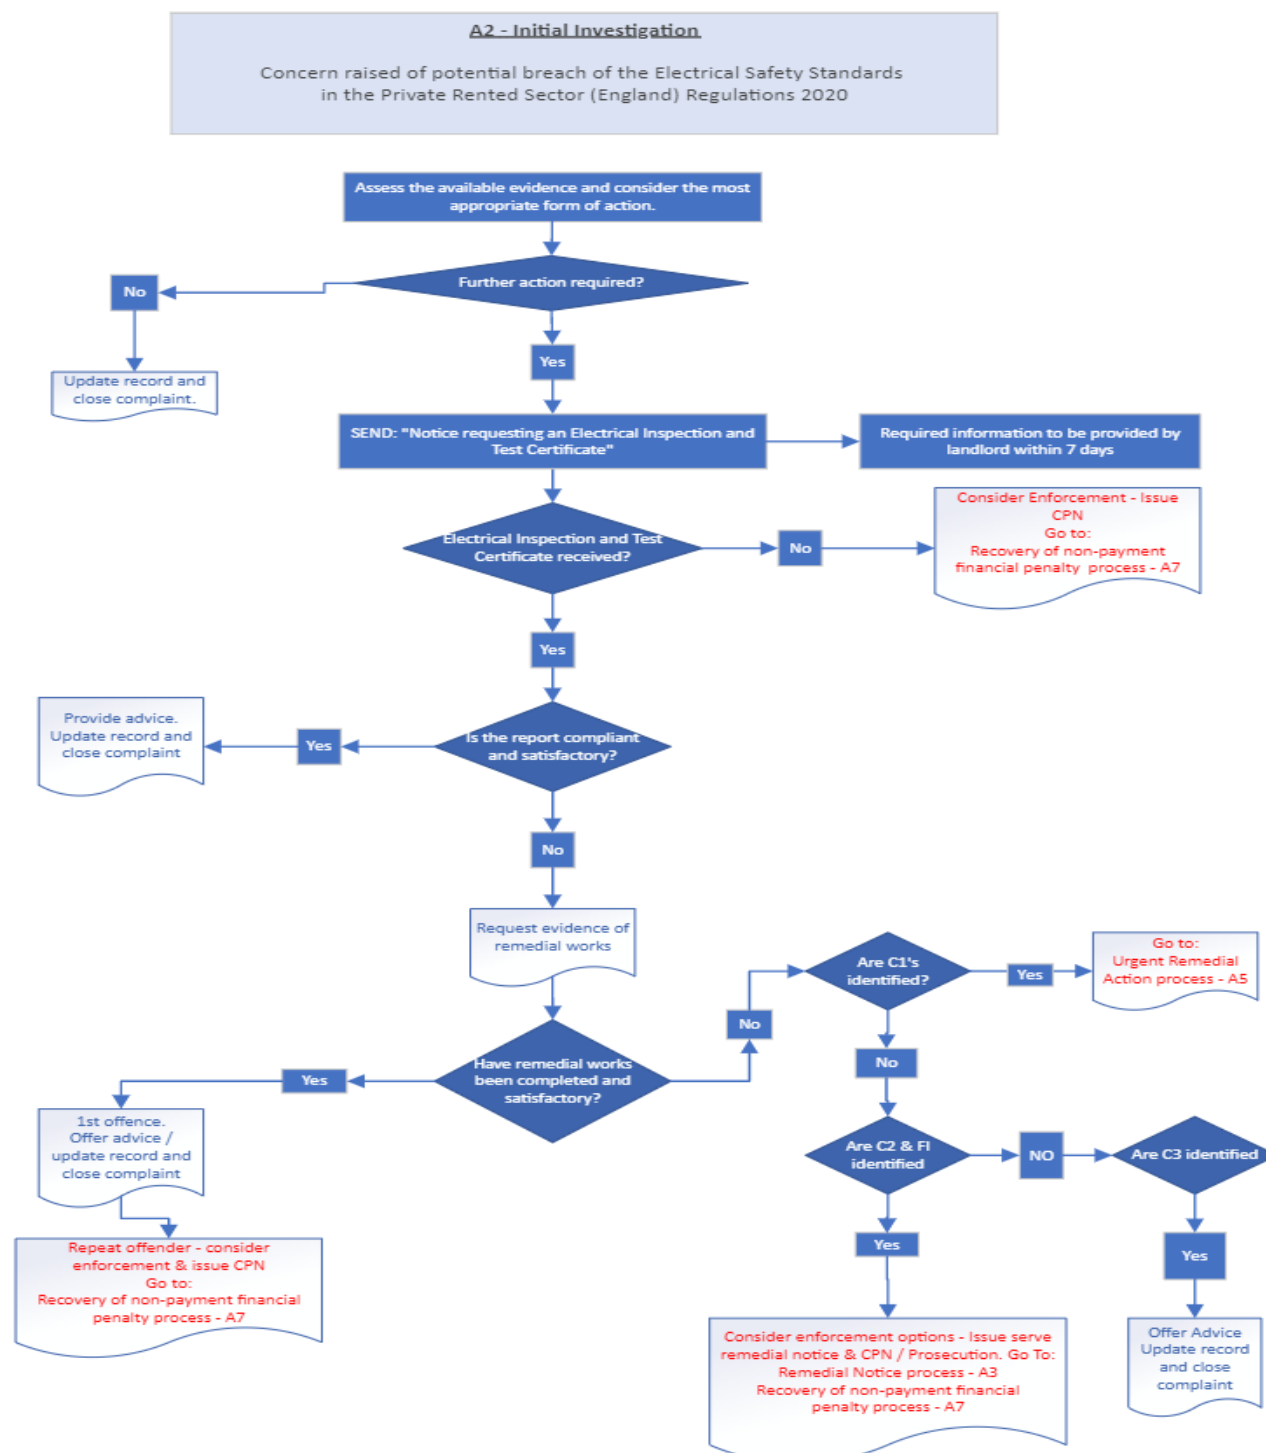 A2 - Initial Investigation
Concern raised of potential breach of the Electrical Safety Standards
in the Private Rented Sector (England) Regulations 2020
Assess the available evidence and consider the most
appropriate form of action.
Further action required?
No
Yes
Update record and
close complaint.
SEND: "Notice requesting an Electrical Inspection and
Test Certificate"
Required information to be provided by
landlord within 7 days
Electrical Inspection and Test
Certificate received?
No
Consider Enforcement - Issue
CPN
Go to:
Recovery of non-payment
financial penalty process - A7
Yes
Is the report compliant
and satisfactory?
Yes
Provide advice.
Update record and
close complaint
No
Request evidence of
remedial works
Have remedial works
been completed and
satisfactory?
Yes
1st offence.
Offer advice /
update record and
close complaint
Repeat offender - consider
enforcement & issue CPN
Go to:
Recovery of non-payment financial
penalty process - A7
No
Are C1's
identified?
Yes
Go to:
Urgent Remedial
Action process - A5
No
Are C2 & FI
identified
NO
Are C3 identified
Yes
Consider enforcement options - Issue serve
remedial notice & CPN / Prosecution. Go To:
Remedial Notice process - A3
Recovery of non-payment financial
penalty process - A7
Yes
Offer Advice
Update record
and close
complaint